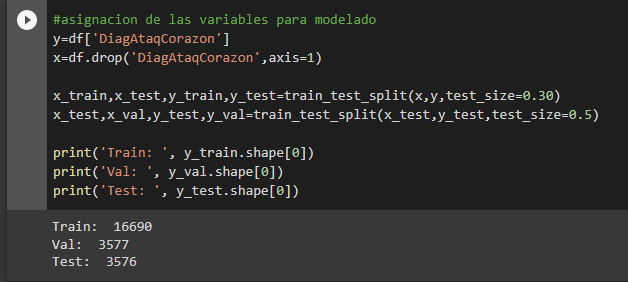 #asignacion de las variables para modelado
y=df['DiagAtaqCorazon']
x=df.drop('DiagAtaqCorazon',axis=1)
x_train,x_test,y_train,y_test=train_test_split(x,y,test_size=0.30)
x_test,x_val,y_test,y_val=train_test_split(x_test,y_test,test_size=0.5)
print('Train: ', y_train.shape[0])
print('Val: ', y_val.shape[0])
print('Test: ', y_test.shape[0])
Train:  16690
Val:  3577
Test:  3576